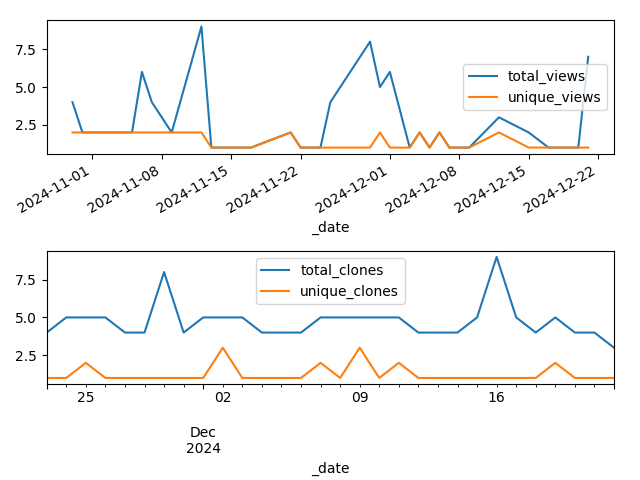 7.5
5.0
2.5
total_views
unique_views
2024-11-01
2024-11-08
2024-11-15
2024-11-22
2024-12-01
2024-12-08
2024-12-15
2024-12-22
_date
7.5
5.0
2.5
total_clones
unique_clones
25
02
09
16
Dec
2024
_date